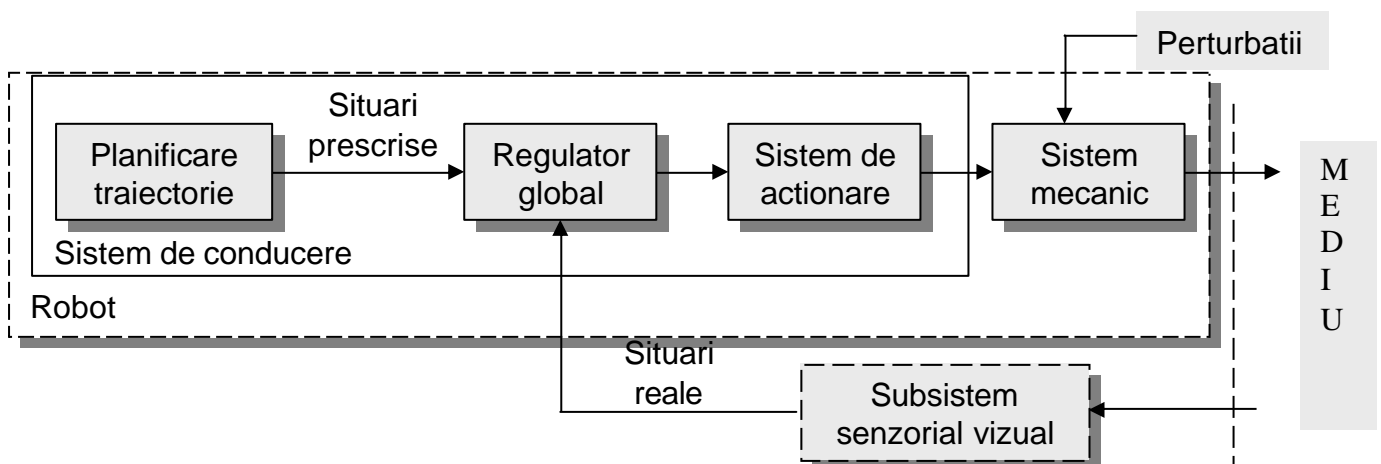 Perturbatii
Situari
prescrise
Planificare
traiectorie
Regulator
global
Sistem de
actionare
Sistem
mecanic
M
E
D
I
U
Sistem de conducere
Robot
Situari
reale
Subsistem
senzorial vizual